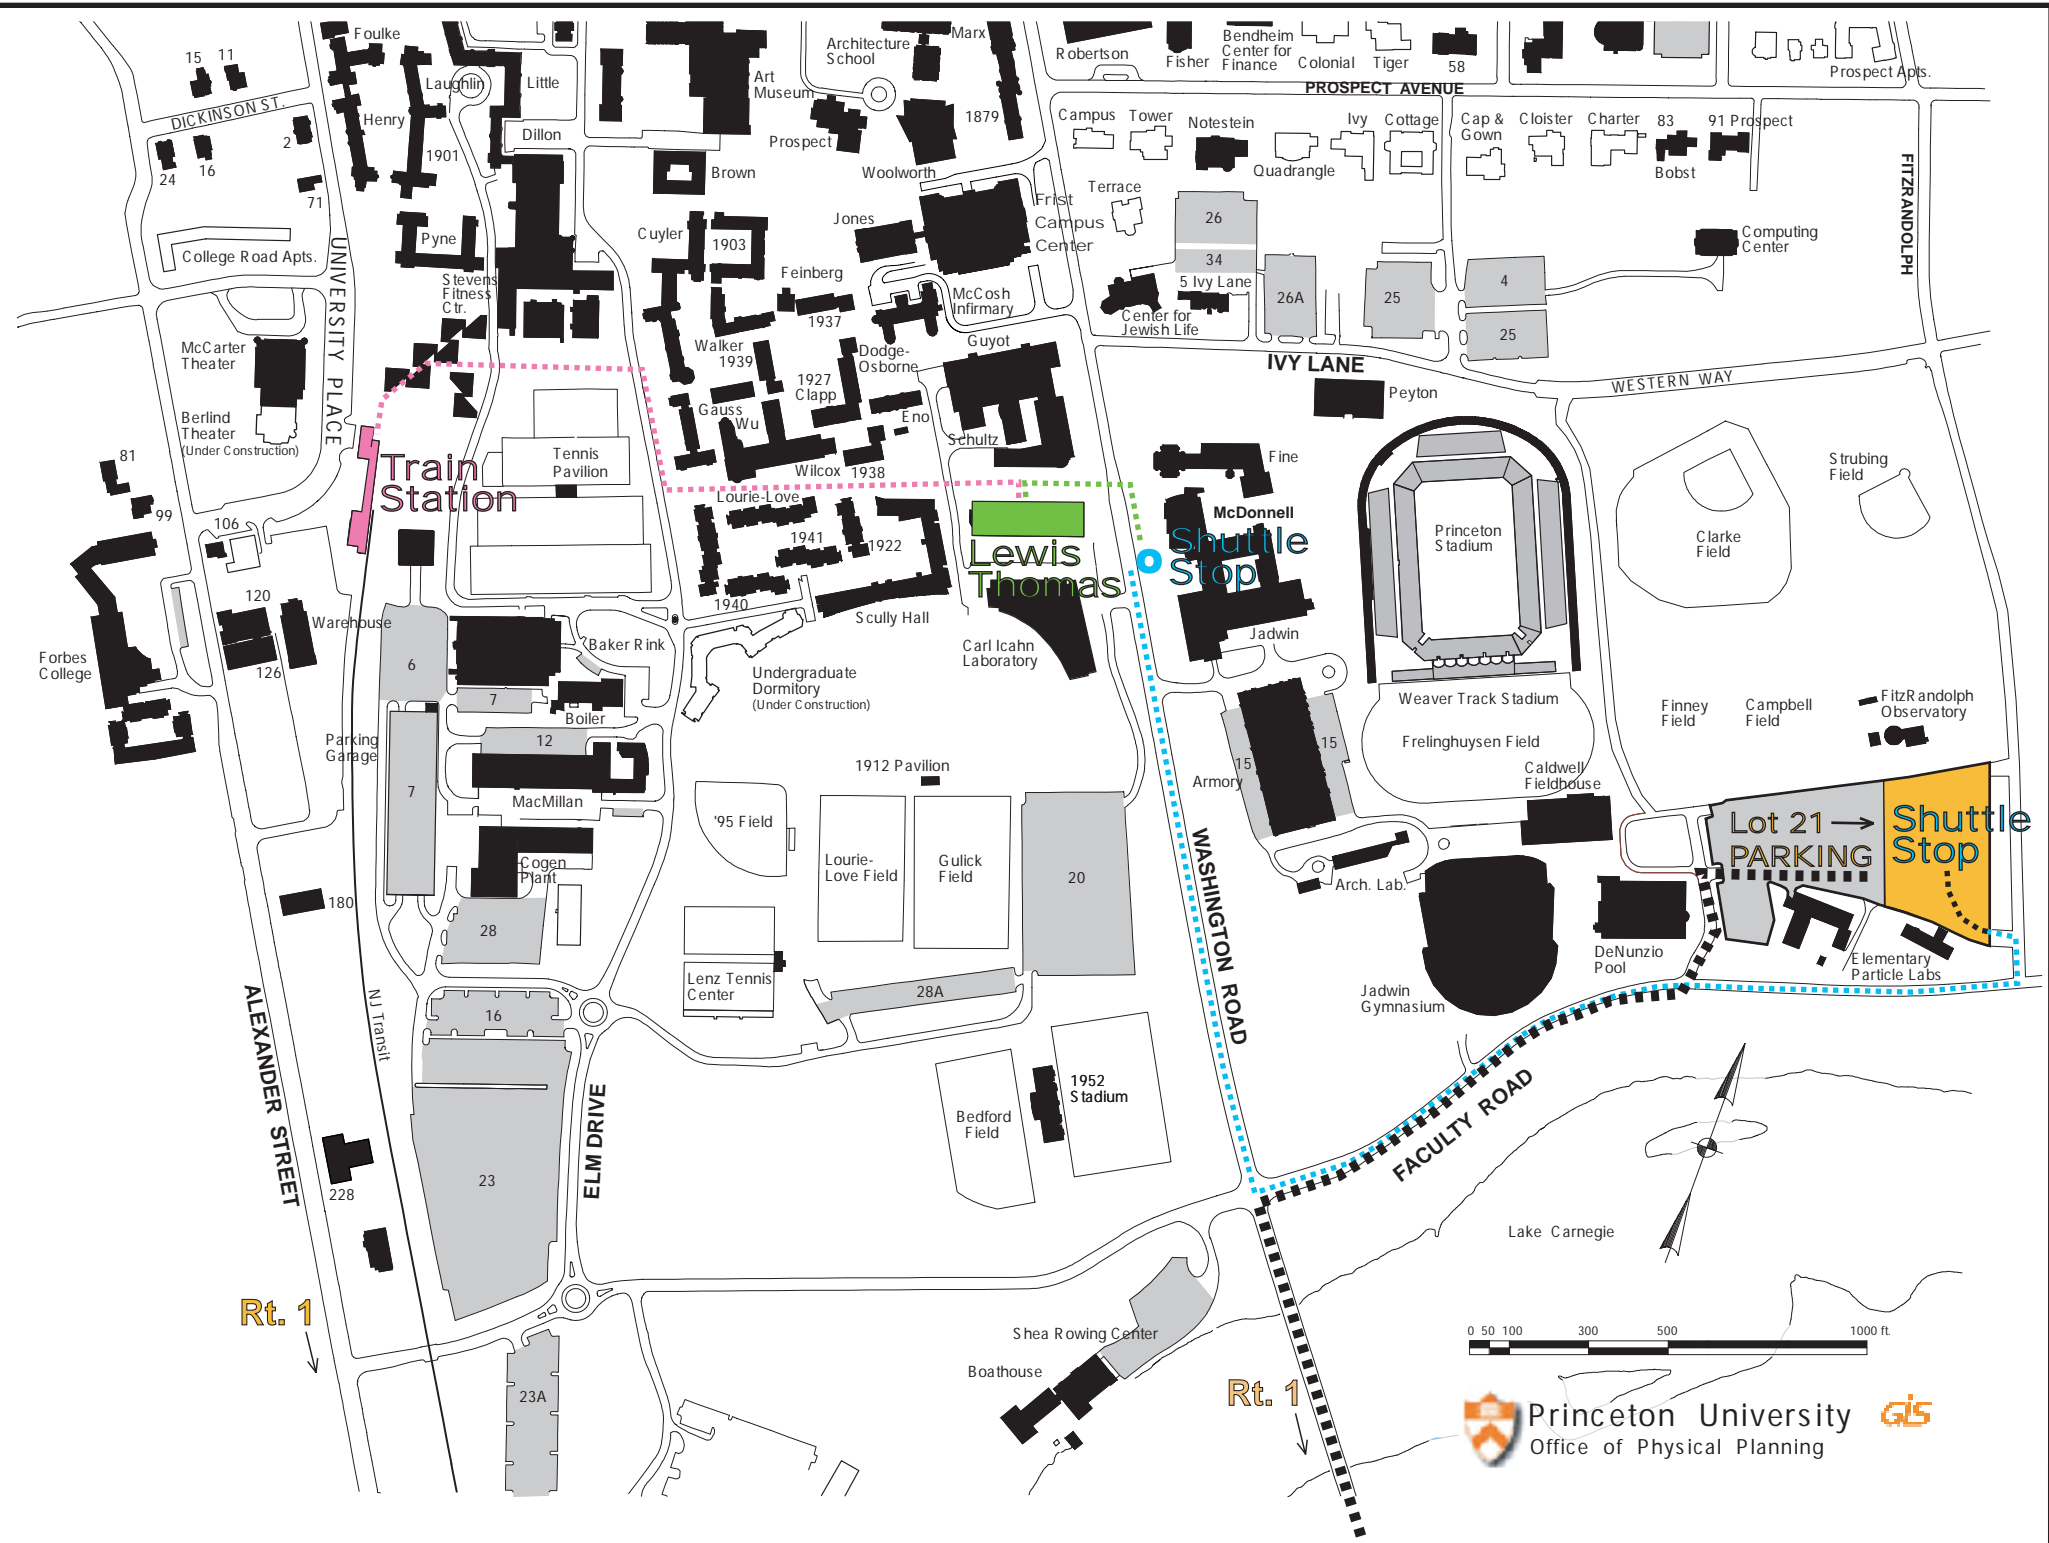 Foulke
15
11
Laughlin
Little
Architecture
School
Marx
Robertson
Fisher
Bendheim
Center for
Finance
Colonial
Tiger
58
Prospect Apts.
DICKINSON ST.
Henry
Art
Museum
PROSPECT AVENUE
2
24
16
1901
Dillon
Prospect
1879
Campus
Tower
Notestein
Ivy
Cottage
Cap &
Gown
Cloister
Charter
83
91 Prospect
71
Brown
Woolworth
Quadrangle
Bobst
FITZRANDOLPH
Terrace
Frist
Campus
Center
Jones
26
UNIVERSITY PLACE
Pyne
Cuyler
1903
Computing
Center
College Road Apts.
Stevens
Fitness
Ctr.
Feinberg
34
5 Ivy Lane
26A
25
4
McCosh
Infirmary
1937
Center for
Jewish Life
25
McCarter
Theater
Walker
1939
Dodge-
Osborne
Guyot
IVY LANE
WESTERN WAY
1927
Clapp
Peyton
Berlind
Theater
(Under Construction)
Gauss
Wu
Eno
Schultz
81
Train
Station
Tennis
Pavilion
Wilcox
1938
Fine
Strubing
Field
99
106
Lourie-Love
McDonnell
Princeton
Stadium
Clarke
Field
1941
1922
Lewis
Thomas
Shuttle
Stop
120
Warehouse
1940
Scully Hall
Carl Icahn
Laboratory
Jadwin
Forbes
College
126
6
Baker Rink
Undergraduate
Dormitory
(Under Construction)
7
Boiler
Weaver Track Stadium
Finney
Field
Campbell
Field
FitzRandolph
Observatory
Parking
Garage
12
15
15
Armory
Frelinghuysen Field
Caldwell
Fieldhouse
7
MacMillan
1912 Pavilion
'95 Field
Lot 21
PARKING
Shuttle
Stop
Cogen
Plant
Lourie-
Love Field
Gulick
Field
20
WASHINGTON ROAD
Arch. Lab.
180
28
DeNunzio
Pool
Elementary
Particle Labs
Lenz Tennis
Center
28A
Jadwin
Gymnasium
ALEXANDER STREET
NJ Transit
16
ELM DRIVE
1952
Stadium
Bedford
Field
FACULTY ROAD
23
228
Lake Carnegie
Rt. 1
Shea Rowing Center
0 50 100 300 500 1000 ft.
Boathouse
23A
Rt. 1
Princeton University
GIS
Office of Physical Planning